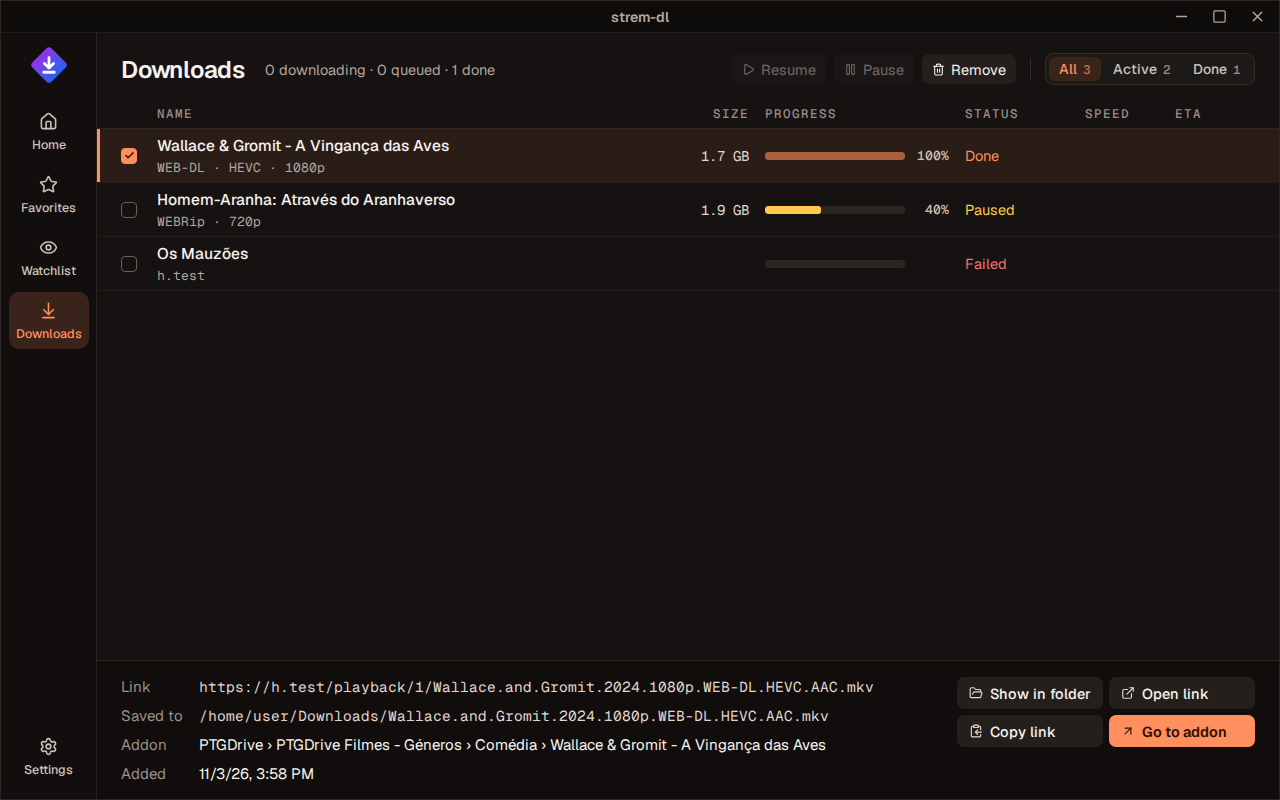 strem-dl
Downloads
0 downloading · 0 queued · 1 done
Resume
Pause
Remove
All 3
Active 2
Done 1
Home
Favorites
Watchlist
Downloads
Settings
NAME SIZE PROGRESS STATUS SPEED ETA
Wallace & Gromit - A Vingança das Aves
WEB-DL · HEVC · 1080p
1.7 GB 100% Done
Homem-Aranha: Através do Aranhaverso
WEBRip · 720p
1.9 GB 40% Paused
Os Mauzões
h.test
Failed
Link https://h.test/playback/1/Wallace.and.Gromit.2024.1080p.WEB-DL.HEVC.AAC.mkv
Saved to /home/user/Downloads/Wallace.and.Gromit.2024.1080p.WEB-DL.HEVC.AAC.mkv
Addon PTGDrive › PTGDrive Filmes - Géneros › Comédia › Wallace & Gromit - A Vingança das Aves
Added 11/3/26, 3:58 PM
Show in folder
Open link
Copy link
Go to addon